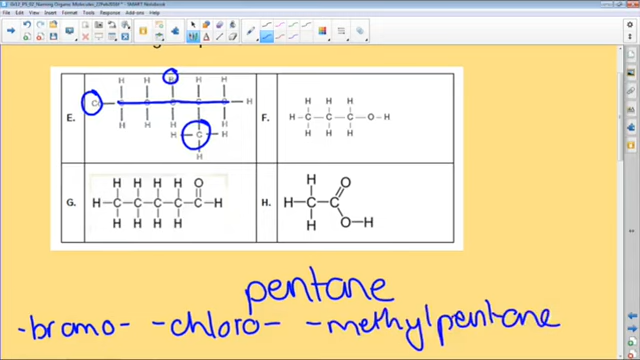 File Edit View Insert Format Tools Add-ons Response Help
E.
H H H H
C C C C C H
H H H H
H C H
H
F.
H H H
H C C C O H
H H H
G.
H H H H O
H C C C C C H
H H H H
H.
H O
H C C
H O H
pentane
-bromo- -chloro- -methylpentane